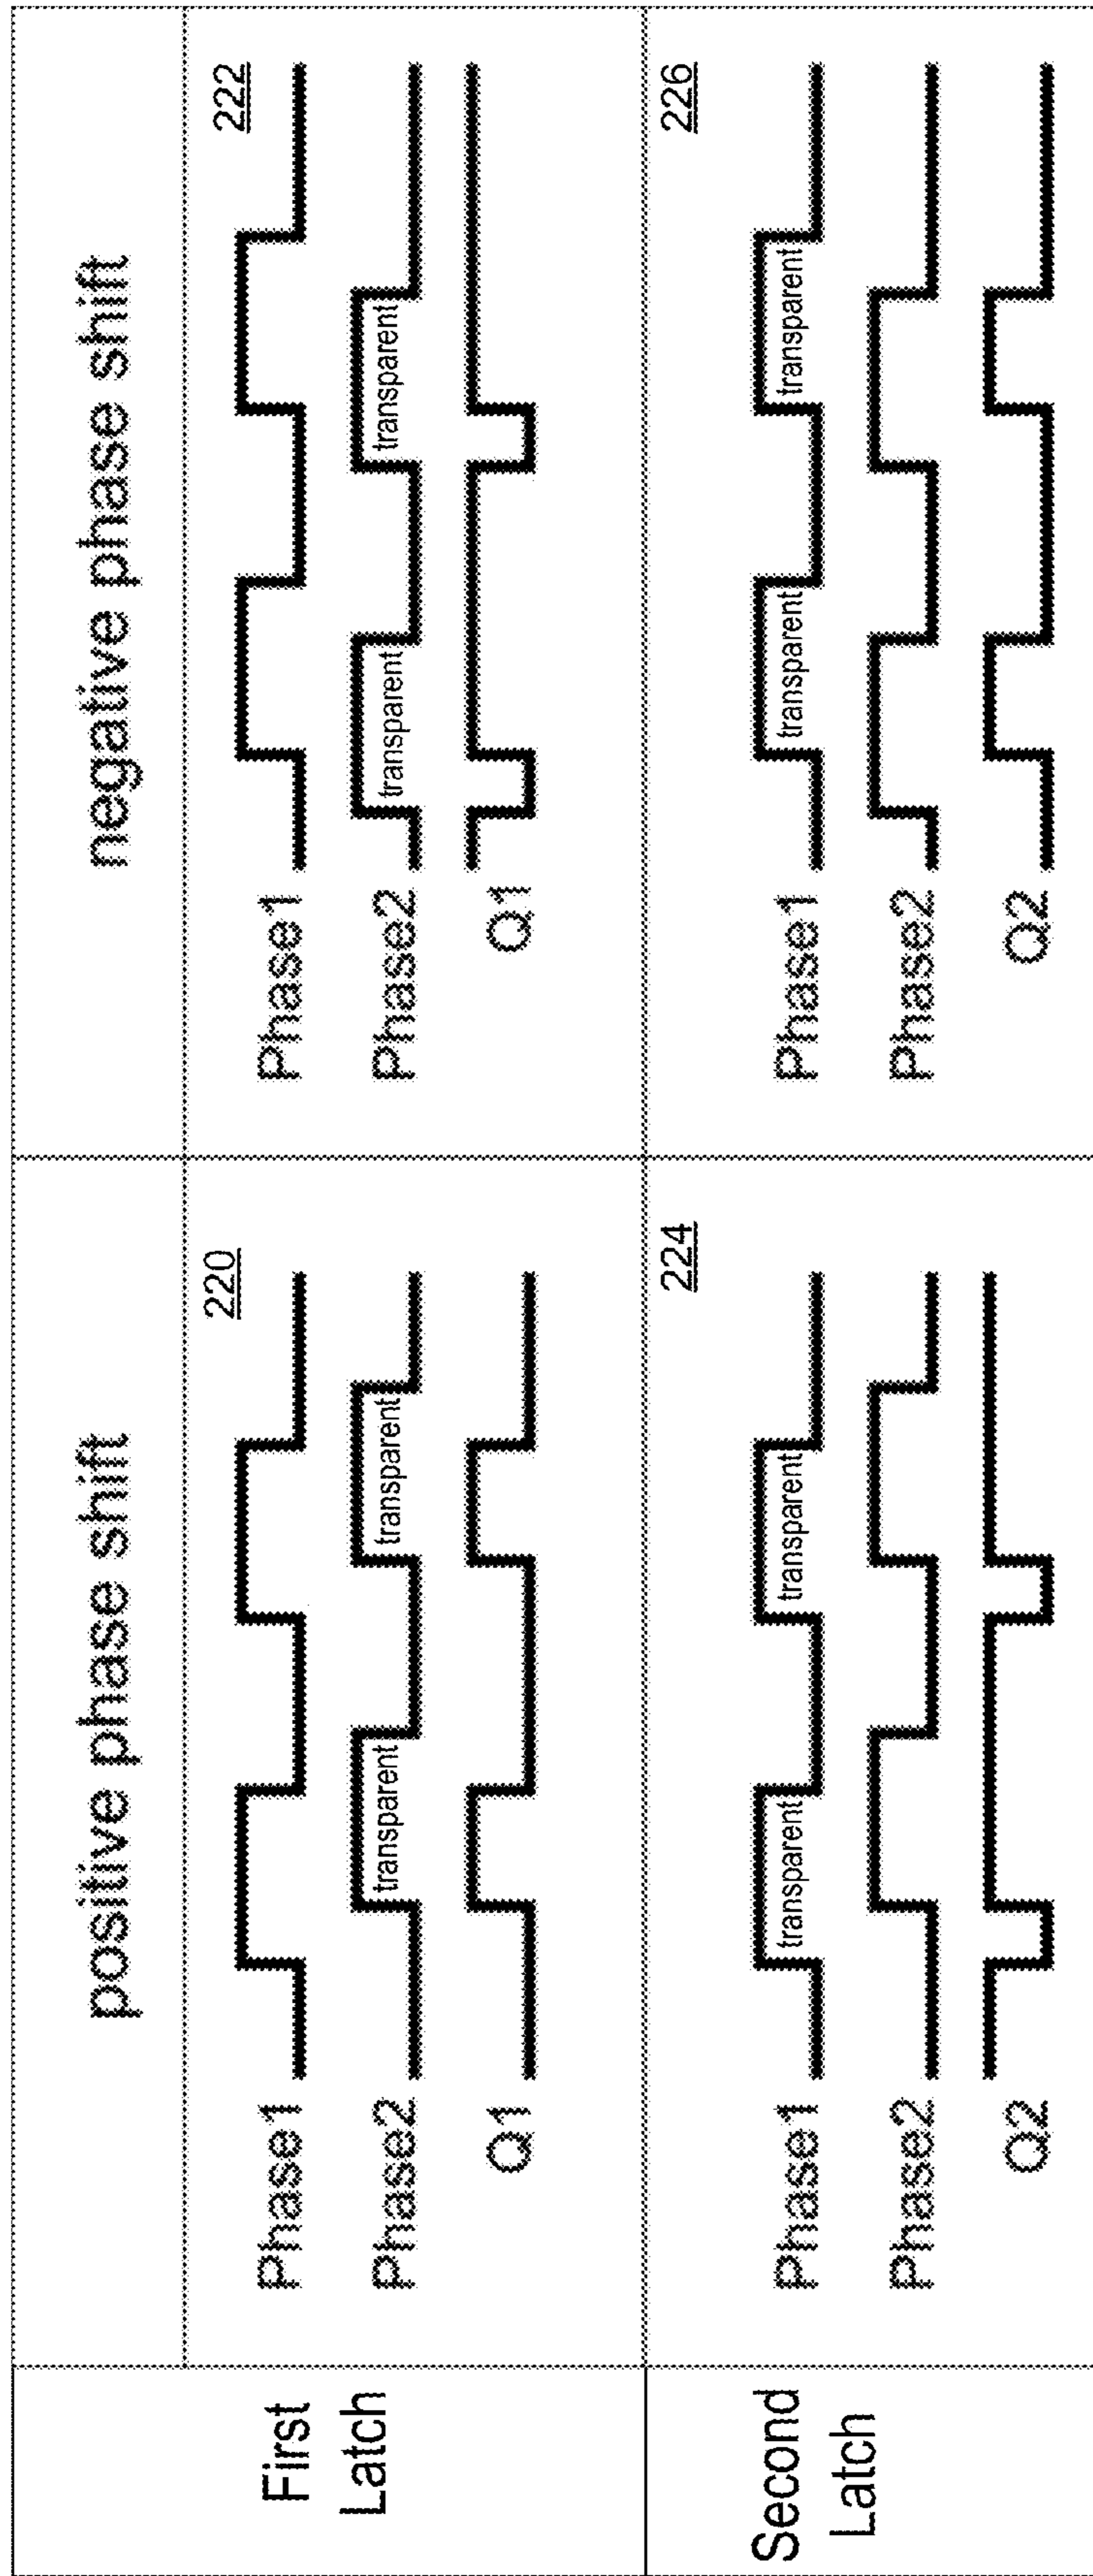 positive phase shift
negative phase shift
First
Latch
220
Phase1
Phase2
transparent
transparent
Q1
222
Phase1
Phase2
transparent
transparent
Q1
Second
Latch
224
Phase1
transparent
transparent
Phase2
Q2
226
Phase1
transparent
transparent
Phase2
Q2